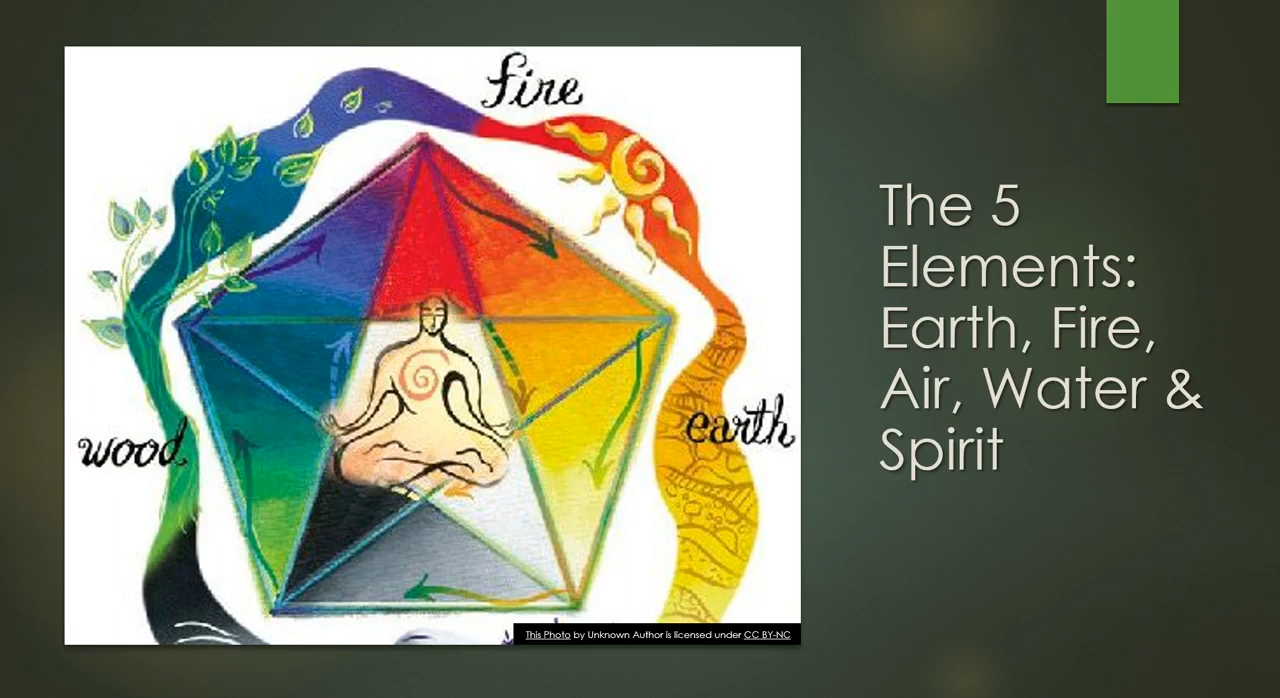 fire
wood
earth
This Photo by Unknown Author is licensed under CC BY-NC
The 5
Elements:
Earth, Fire,
Air, Water &
Spirit